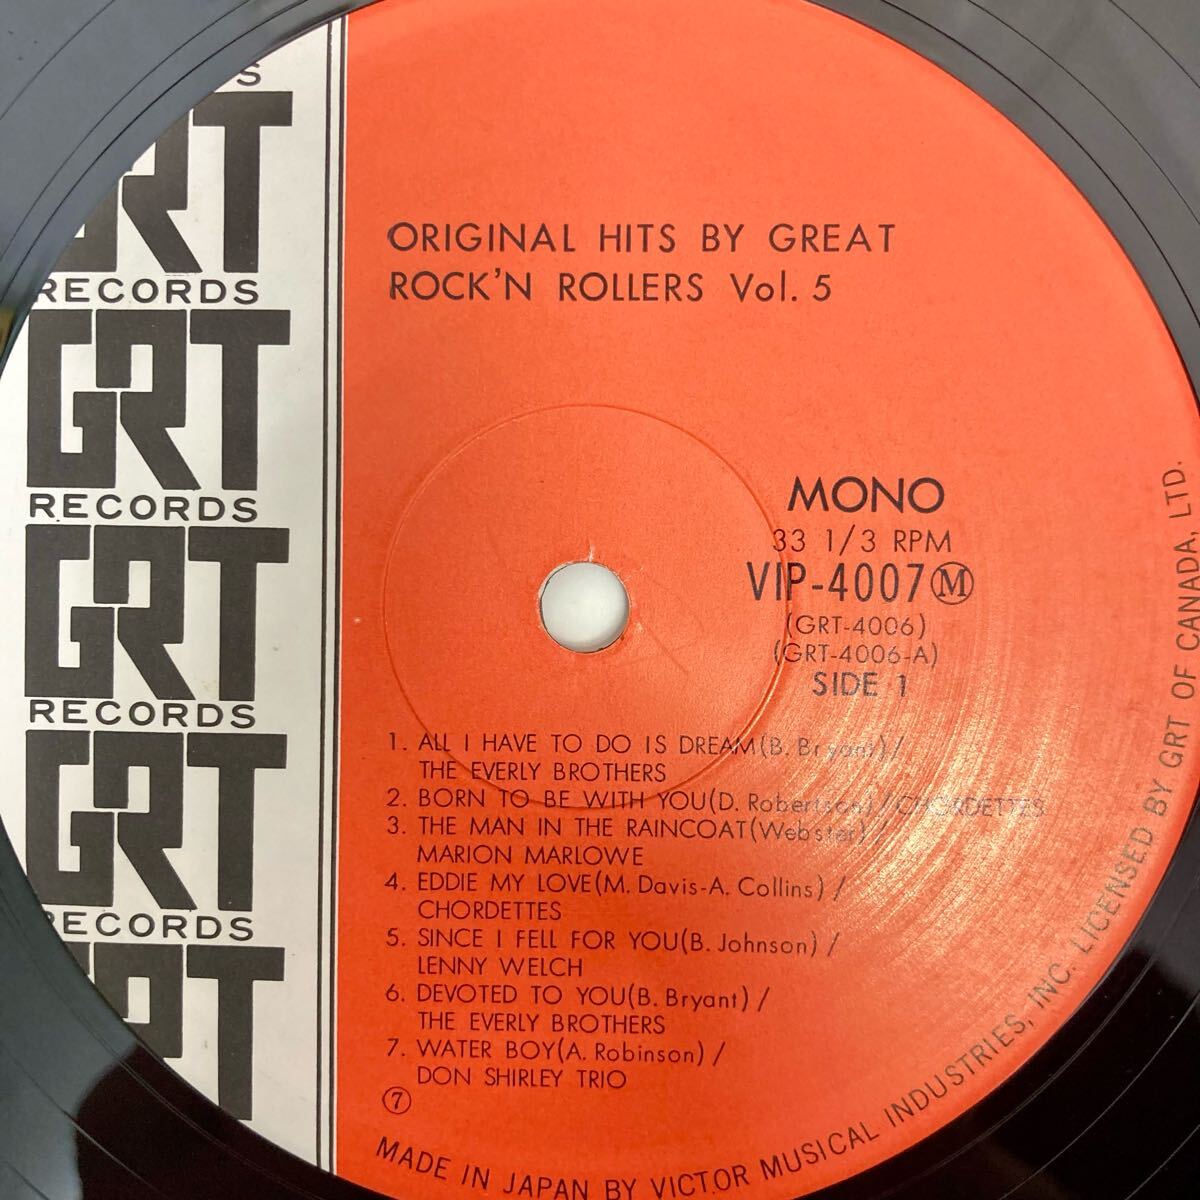 S
GRT
RECORDS
GRT
RECORDS
GRT
RECORDS
GRT
RECORDS
GRT
ORIGINAL HITS BY GREAT
ROCK'N ROLLERS Vol. 5
MONO
33 1/3 RPM
VIP-4007 Ⓜ
(GRT-4006)
(GRT-4006-A)
SIDE 1
1. ALL I HAVE TO DO IS DREAM(B. Bryant)/
THE EVERLY BROTHERS
2. BORN TO BE WITH YOU(D. Robertson)/CHORDETTES
3. THE MAN IN THE RAINCOAT(Webster)/
MARION MARLOWE
4. EDDIE MY LOVE(M. Davis-A. Collins)/
CHORDETTES
5. SINCE I FELL FOR YOU(B. Johnson)/
LENNY WELCH
6. DEVOTED TO YOU(B. Bryant)/
THE EVERLY BROTHERS
7. WATER BOY(A. Robinson)/
DON SHIRLEY TRIO
⑦
MADE IN JAPAN BY VICTOR MUSICAL INDUSTRIES, INC. LICENSED BY GRT OF CANADA, LTD.